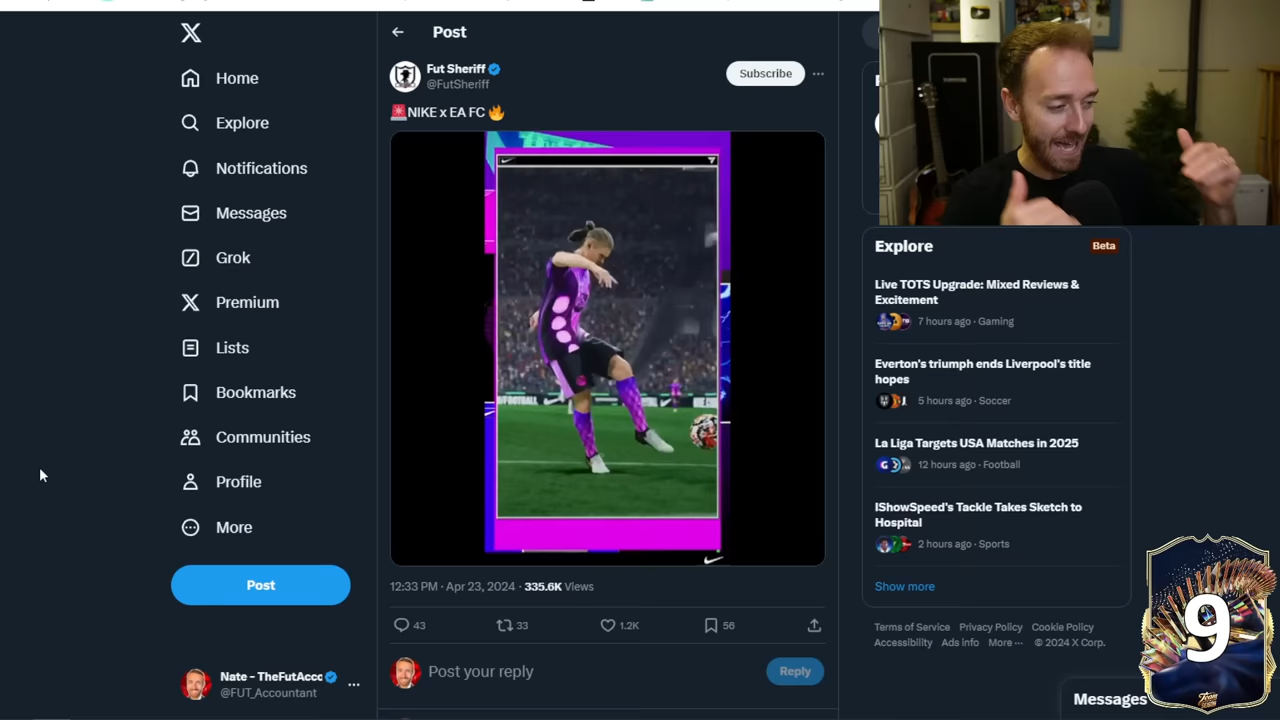 Home
Explore
Notifications
Messages
Grok
Premium
Lists
Bookmarks
Communities
Profile
More
Post
Nate - TheFutAcc
@FUT_Accountant
Post
Fut Sheriff
@FutSheriff
Subscribe
🚨NIKE x EA FC 🔥
12:33 PM · Apr 23, 2024 · 335.6K Views
43
33
1.2K
56
Post your reply
Reply
Explore
Beta
Live TOTS Upgrade: Mixed Reviews &
Excitement
7 hours ago · Gaming
Everton's triumph ends Liverpool's title
hopes
5 hours ago · Soccer
La Liga Targets USA Matches in 2025
12 hours ago · Football
IShowSpeed's Tackle Takes Sketch to
Hospital
2 hours ago · Sports
Show more
Terms of Service Privacy Policy Cookie Policy
Accessibility Ads info More ··· © 2024 X Corp.
Messages
9